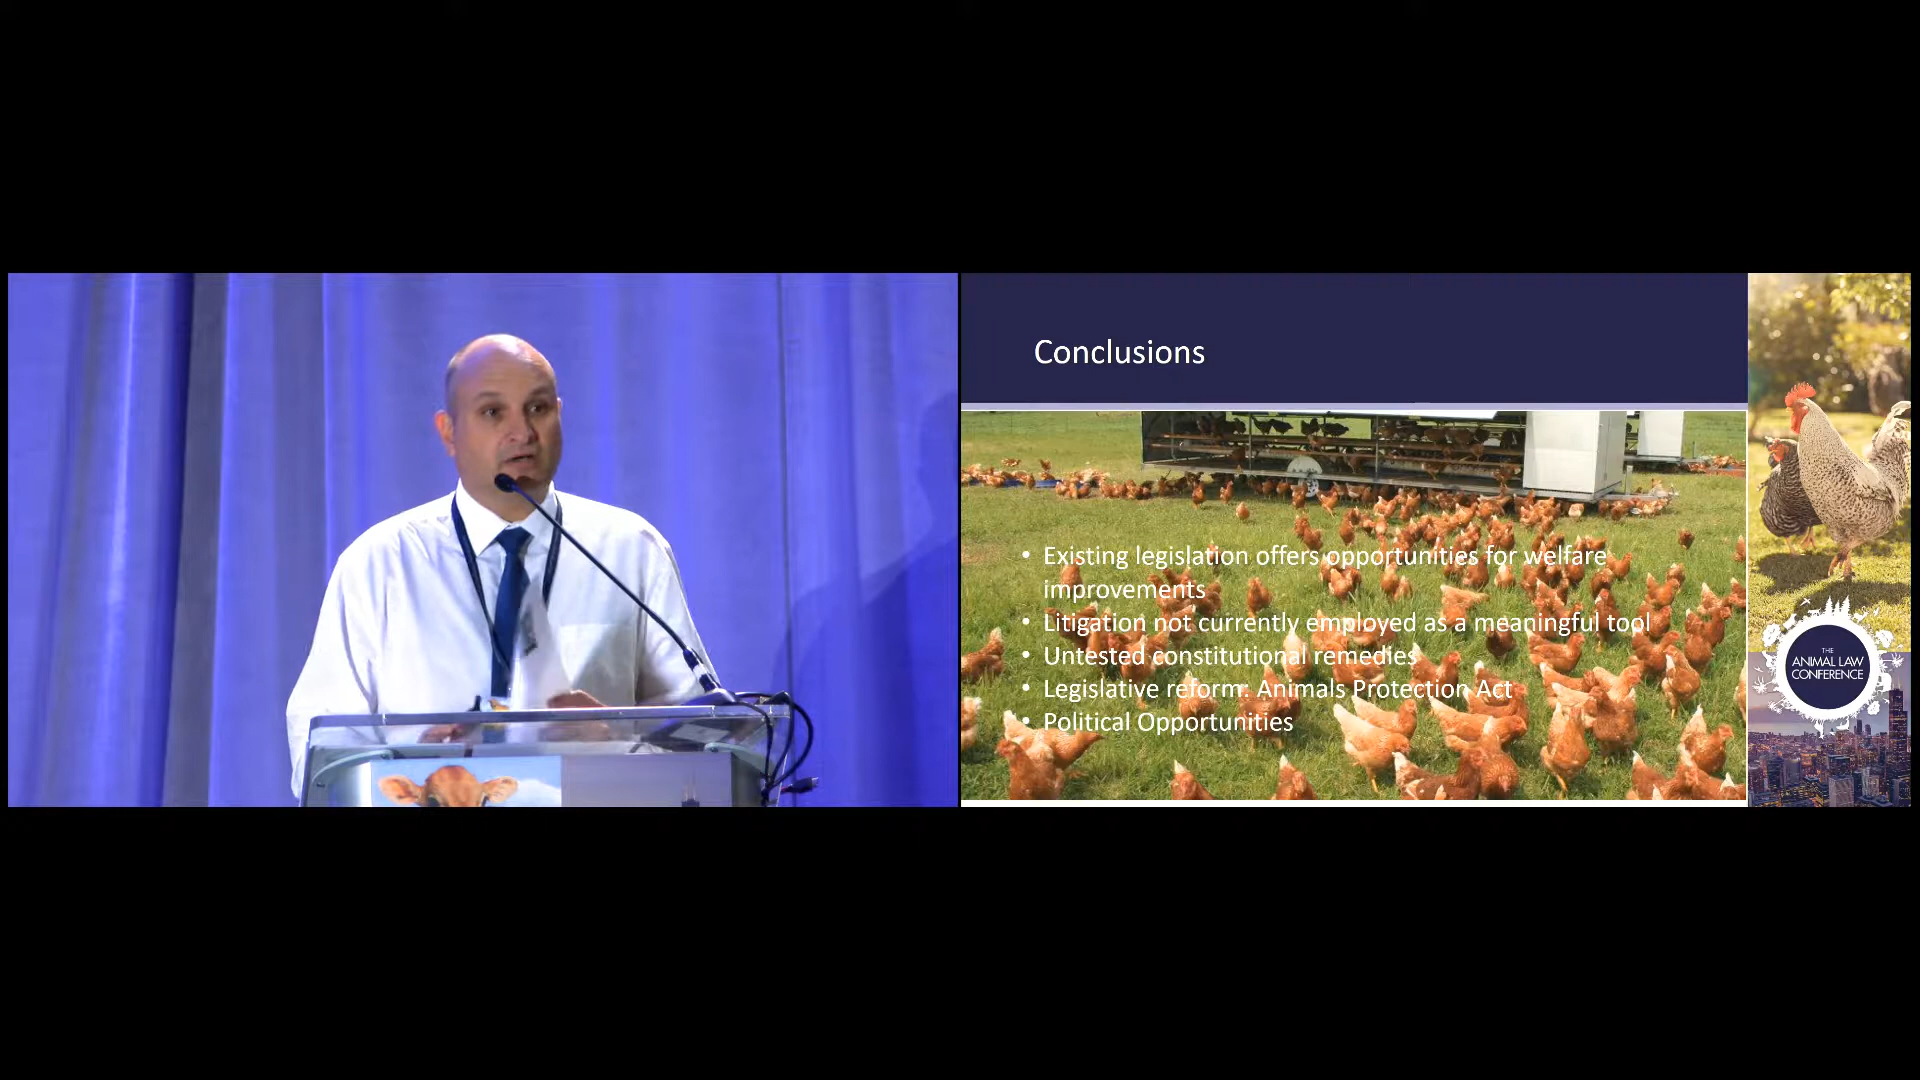 Conclusions
• Existing legislation offers opportunities for welfare
improvements
• Litigation not currently employed as a meaningful tool
• Untested constitutional remedies
• Legislative reform: Animals Protection Act
• Political Opportunities
THE
ANIMAL LAW
CONFERENCE